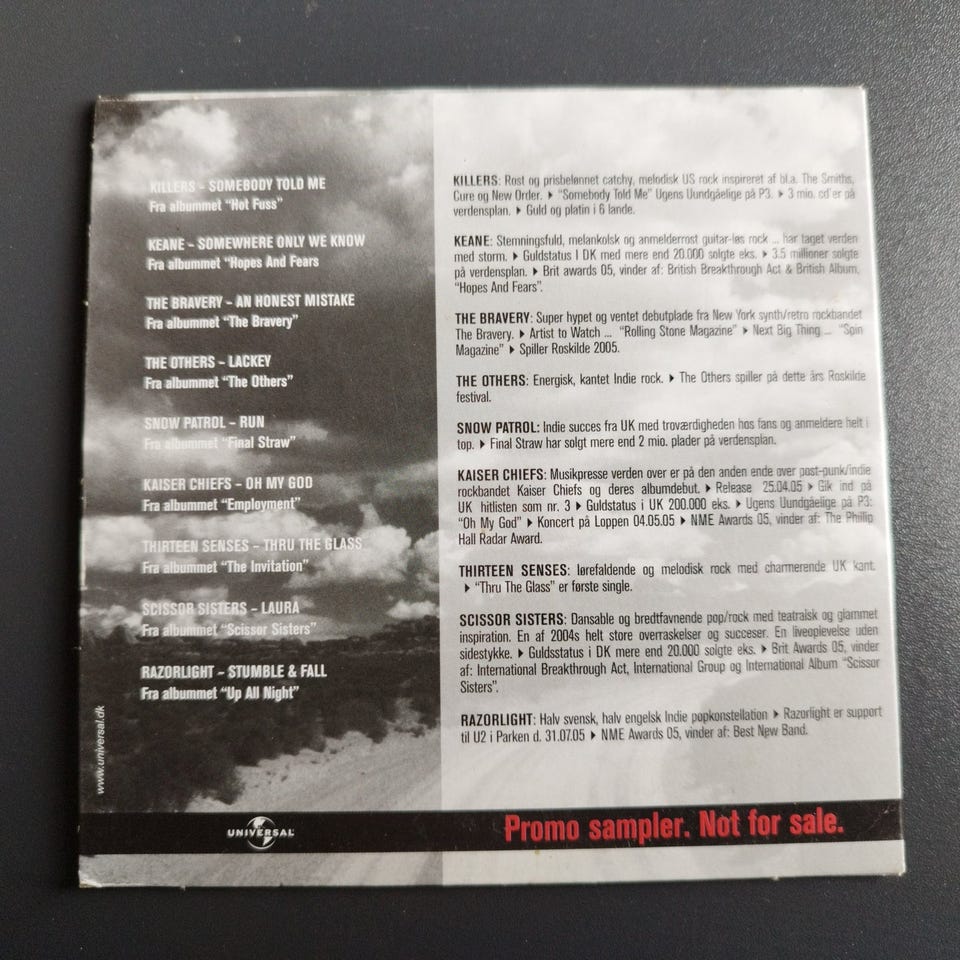 KILLERS – SOMEBODY TOLD ME
Fra albummet "Hot Fuss"
KEANE – SOMEWHERE ONLY WE KNOW
Fra albummet "Hopes And Fears
THE BRAVERY – AN HONEST MISTAKE
Fra albummet "The Bravery"
THE OTHERS – LACKEY
Fra albummet "The Others"
SNOW PATROL – RUN
Fra albummet "Final Straw"
KAISER CHIEFS – OH MY GOD
Fra albummet "Employment"
THIRTEEN SENSES – THRU THE GLASS
Fra albummet "The Invitation"
SCISSOR SISTERS – LAURA
Fra albummet "Scissor Sisters"
RAZORLIGHT – STUMBLE & FALL
Fra albummet "Up All Night"
www.universal.dk
KILLERS: Rost og prisbelønnet catchy, melodisk US rock inspireret af bl.a. The Smiths,
Cure og New Order. ▸ "Somebody Told Me" Ugens Uundgåelige på P3. ▸ 3 mio. cd'er på
verdensplan. ▸ Guld og platin i 6 lande.
KEANE: Stemningsfuld, melankolsk og anmelderrost guitar-løs rock ... har taget verden
med storm. ▸ Guldstatus I DK med mere end 20.000 solgte eks. ▸ 3.5 millioner solgte
på verdensplan. ▸ Brit awards 05, vinder af: British Breakthrough Act & British Album,
"Hopes And Fears".
THE BRAVERY: Super hypet og ventet debutplade fra New York synth/retro rockbandet
The Bravery. ▸ Artist to Watch ... "Rolling Stone Magazine" ▸ Next Big Thing ... "Spin
Magazine" ▸ Spiller Roskilde 2005.
THE OTHERS: Energisk, kantet Indie rock. ▸ The Others spiller på dette års Roskilde
festival.
SNOW PATROL: Indie succes fra UK med troværdigheden hos fans og anmeldere helt i
top. ▸ Final Straw har solgt mere end 2 mio. plader på verdensplan.
KAISER CHIEFS: Musikpresse verden over er på den anden ende over post-punk/indie
rockbandet Kaiser Chiefs og deres albumdebut. ▸ Release 25.04.05 ▸ Gik ind på
UK hitlisten som nr. 3 ▸ Guldstatus i UK 200.000 eks. ▸ Ugens Uundgåelige på P3:
"Oh My God" ▸ Koncert på Loppen 04.05.05 ▸ NME Awards 05, vinder af: The Phillip
Hall Radar Award.
THIRTEEN SENSES: Iørefaldende og melodisk rock med charmerende UK kant.
▸ "Thru The Glass" er første single.
SCISSOR SISTERS: Dansable og bredtfavnende pop/rock med teatralsk og glammet
inspiration. En af 2004s helt store overraskelser og succeser. En liveoplevelse uden
sidestykke. ▸ Guldsstatus i DK mere end 20.000 solgte eks. ▸ Brit Awards 05, vinder
af: International Breakthrough Act, International Group og International Album "Scissor
Sisters".
RAZORLIGHT: Halv svensk, halv engelsk Indie popkonstellation ▸ Razorlight er support
til U2 i Parken d. 31.07.05 ▸ NME Awards 05, vinder af: Best New Band.
UNIVERSAL
Promo sampler. Not for sale.